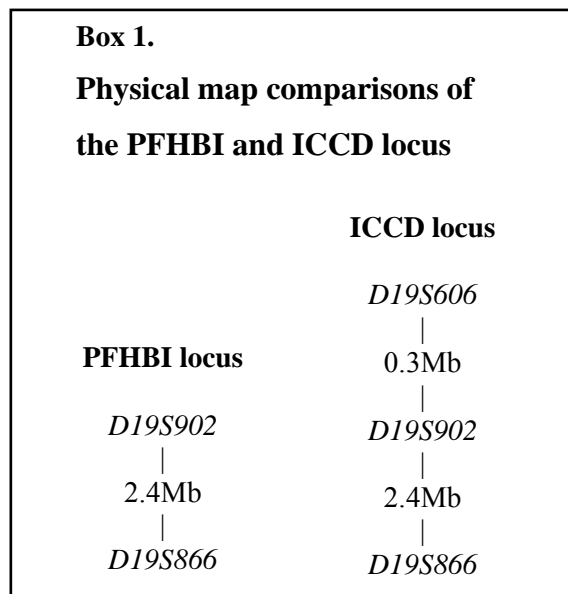 Box 1.
Physical map comparisons of
the PFHBI and ICCD locus
ICCD locus
D19S606
|
0.3Mb
|
D19S902
|
2.4Mb
|
D19S866
PFHBI locus
D19S902
|
2.4Mb
|
D19S866